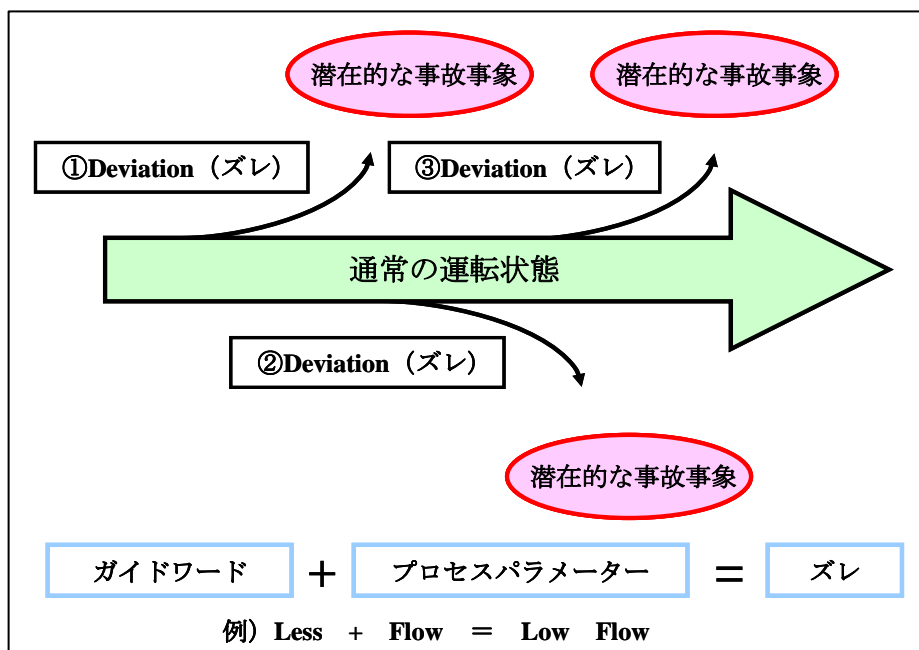 潜在的な事故事象
潜在的な事故事象
①Deviation（ズレ）
③Deviation（ズレ）
通常の運転状態
②Deviation（ズレ）
潜在的な事故事象
ガイドワード + プロセスパラメーター = ズレ
例）Less + Flow = Low Flow